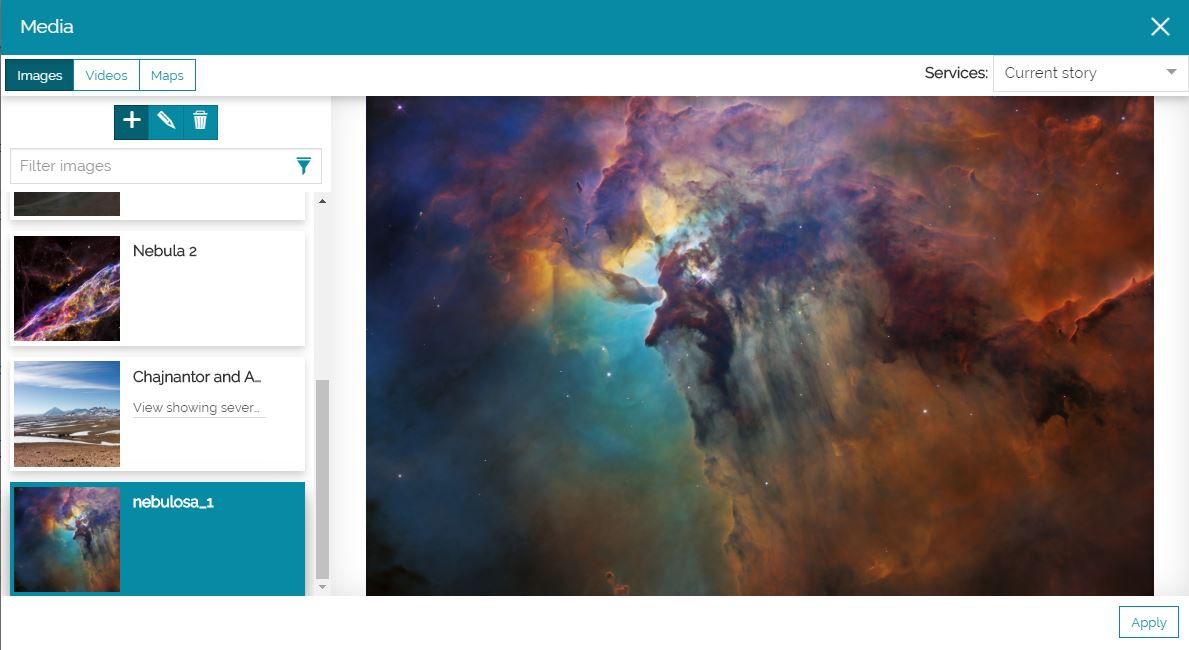 Media
Images Videos Maps
Services: Current story
Filter images
Nebula 2
Chajnantor and A...
View showing sever...
nebulosa_1
Apply